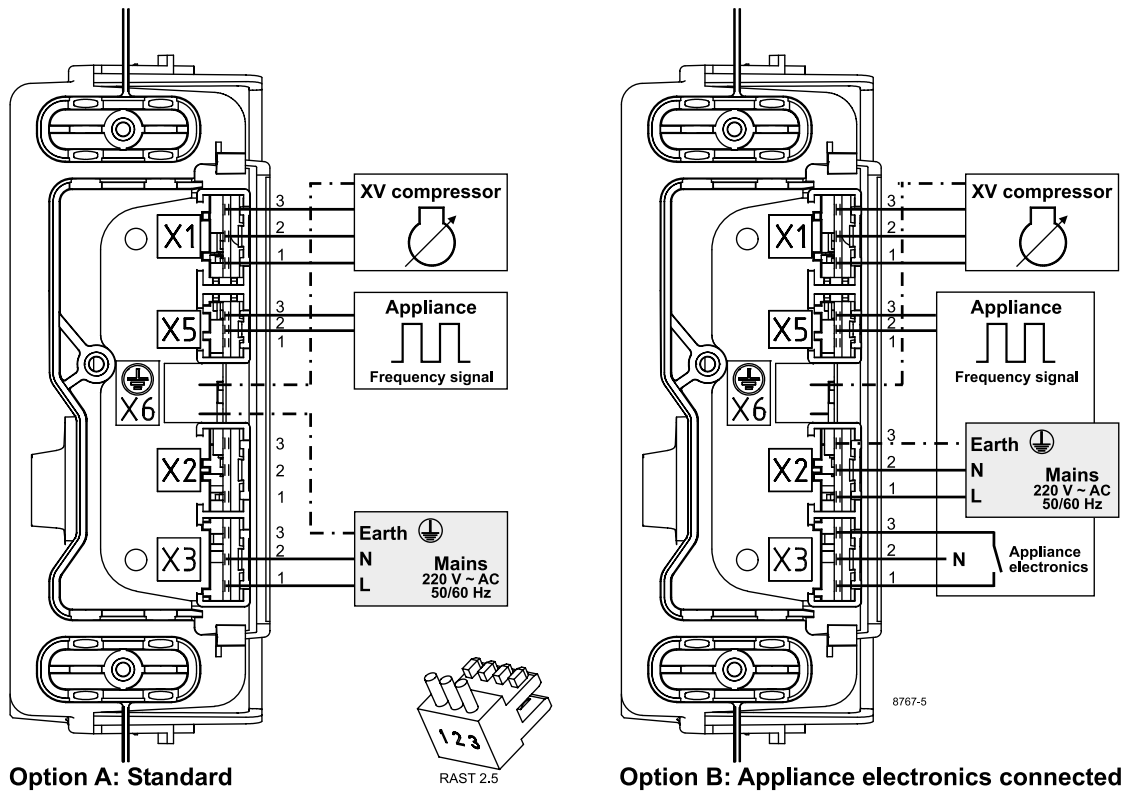 XV compressor
3
2
1
X1
Appliance
3
2
1
X5
Frequency signal
X6
3
2
1
X2
3
2
1
X3
Earth
N
L
Mains
220 V ~ AC
50/60 Hz
1 2 3
RAST 2.5
Option A: Standard
XV compressor
3
2
1
X1
Appliance
3
2
1
X5
Frequency signal
X6
3
2
1
X2
Earth
N
L
Mains
220 V ~ AC
50/60 Hz
3
2
1
X3
N
Appliance
electronics
8767-5
Option B: Appliance electronics connected